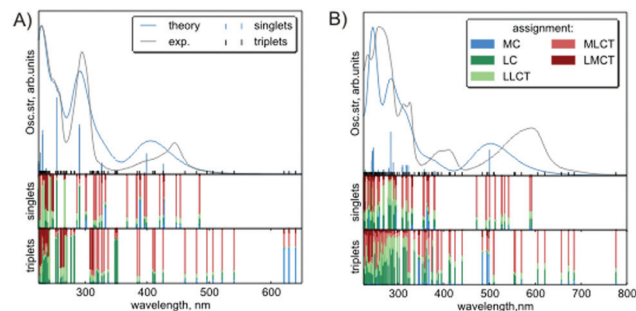 A)
theory
singlets
exp.
triplets
Osc.str, arb.units
singlets
triplets
300
400
500
600
wavelength, nm
B)
assignment:
MC
MLCT
LC
LMCT
LLCT
Osc.str, arb.units
singlets
triplets
300
400
500
600
700
800
wavelength,nm